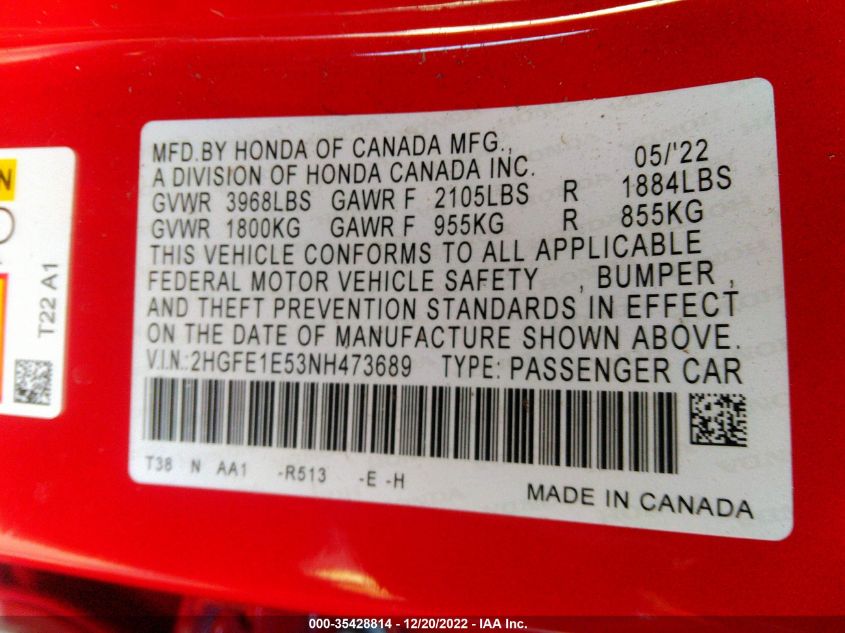 MFD.BY HONDA OF CANADA MFG., 05/'22
A DIVISION OF HONDA CANADA INC.
GVWR 3968LBS GAWR F 2105LBS R 1884LBS
GVWR 1800KG GAWR F 955KG R 855KG
THIS VEHICLE CONFORMS TO ALL APPLICABLE
FEDERAL MOTOR VEHICLE SAFETY , BUMPER ,
AND THEFT PREVENTION STANDARDS IN EFFECT
ON THE DATE OF MANUFACTURE SHOWN ABOVE.
V.I.N.:2HGFE1E53NH473689 TYPE: PASSENGER CAR
T38 N AA1 -R513 -E -H
MADE IN CANADA
T22 A1
000-35428814 - 12/20/2022 - IAA Inc.